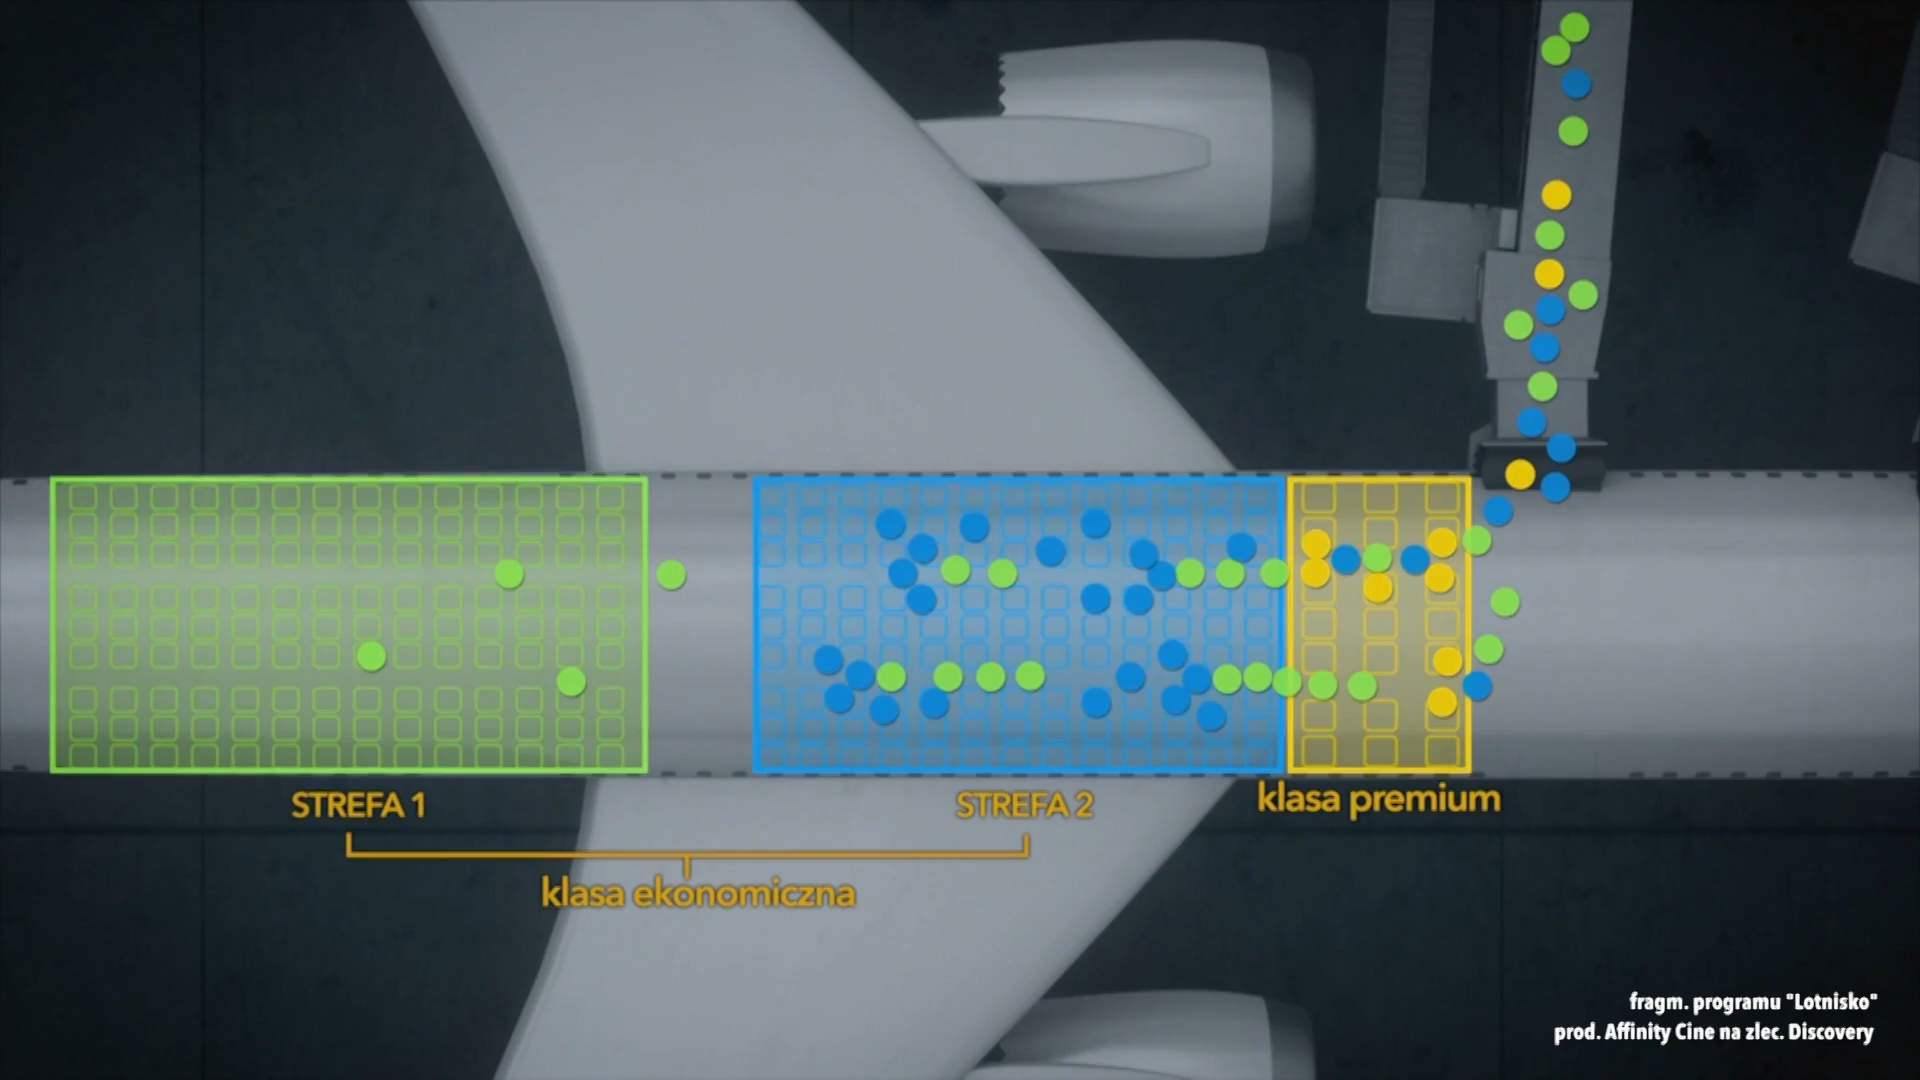 STREFA 1
STREFA 2
klasa premium
klasa ekonomiczna
fragm. programu "Lotnisko"
prod. Affinity Cine na zlec. Discovery